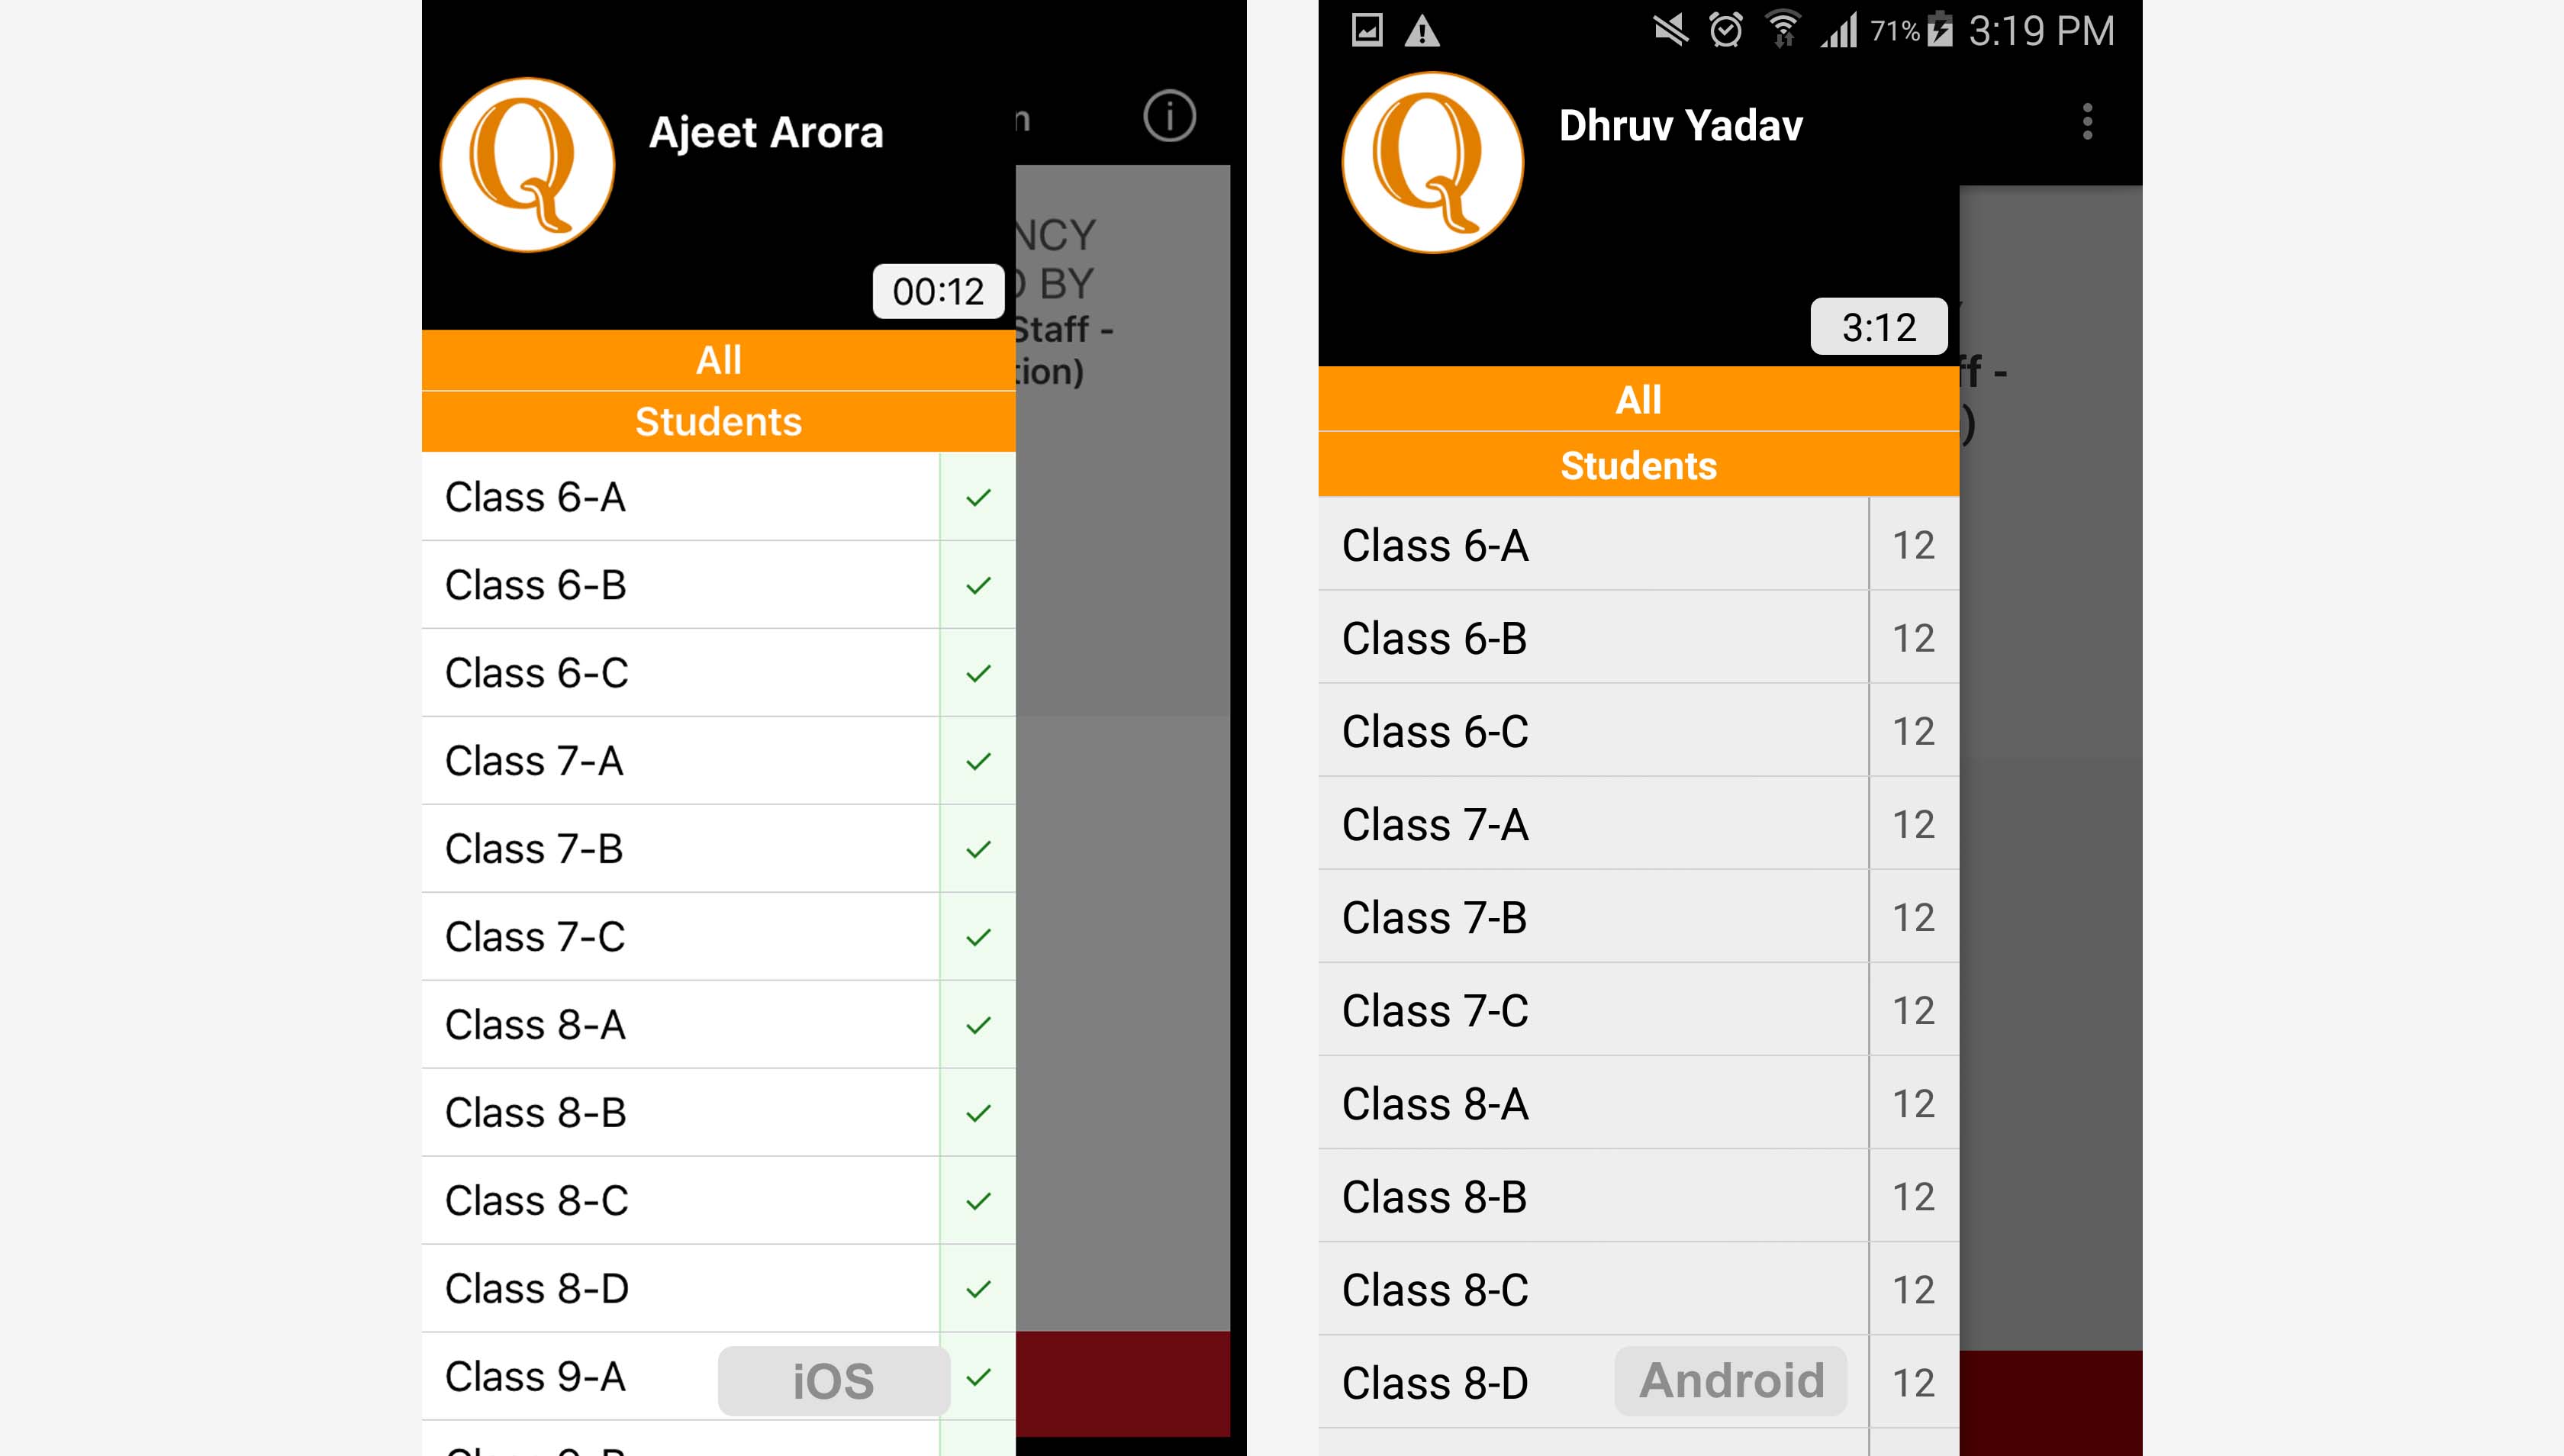 Q
Ajeet Arora
n
i
NCY
BY
00:12
Staff -
tion)
All
Students
Class 6-A
Class 6-B
Class 6-C
Class 7-A
Class 7-B
Class 7-C
Class 8-A
Class 8-B
Class 8-C
Class 8-D
Class 9-A
iOS
71% 3:19 PM
Q
Dhruv Yadav
3:12
ff -
)
All
Students
Class 6-A 12
Class 6-B 12
Class 6-C 12
Class 7-A 12
Class 7-B 12
Class 7-C 12
Class 8-A 12
Class 8-B 12
Class 8-C 12
Class 8-D 12
Android